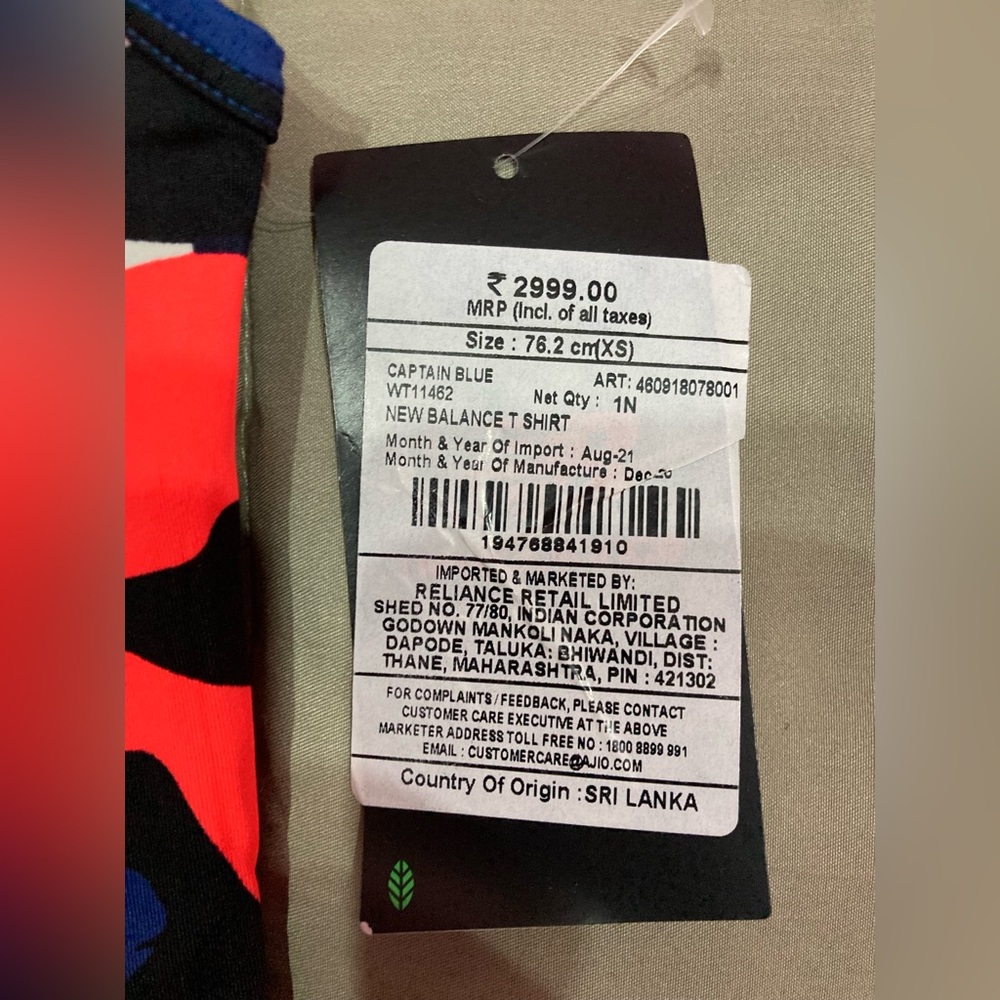 ₹ 2999.00
MRP (Incl. of all taxes)
Size : 76.2 cm(XS)
CAPTAIN BLUE ART: 460918078001
WT11462 Net Qty : 1N
NEW BALANCE T SHIRT
Month & Year Of Import : Aug-21
Month & Year Of Manufacture : Dec-20
194768841910
IMPORTED & MARKETED BY:
RELIANCE RETAIL LIMITED
SHED NO. 77/80, INDIAN CORPORATION
GODOWN MANKOLI NAKA, VILLAGE :
DAPODE, TALUKA: BHIWANDI, DIST:
THANE, MAHARASHTRA, PIN : 421302
FOR COMPLAINTS / FEEDBACK, PLEASE CONTACT
CUSTOMER CARE EXECUTIVE AT THE ABOVE
MARKETER ADDRESS TOLL FREE NO : 1800 8899 991
EMAIL : CUSTOMERCARE@AJIO.COM
Country Of Origin :SRI LANKA